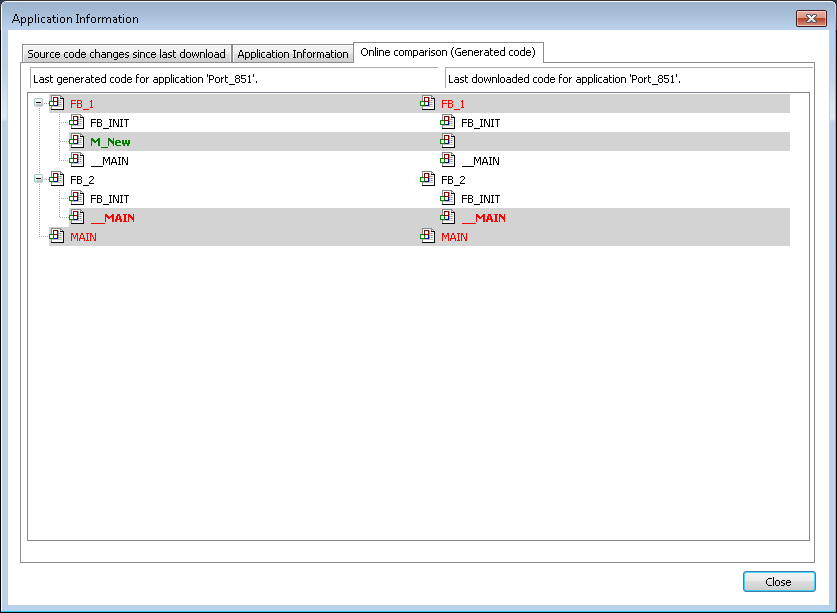 Application Information
Source code changes since last download Application Information Online comparison (Generated code)
Last generated code for application 'Port_851'. Last downloaded code for application 'Port_851'.
FB_1 FB_1
FB_INIT FB_INIT
M_New
__MAIN __MAIN
FB_2 FB_2
FB_INIT FB_INIT
__MAIN __MAIN
MAIN MAIN
Close